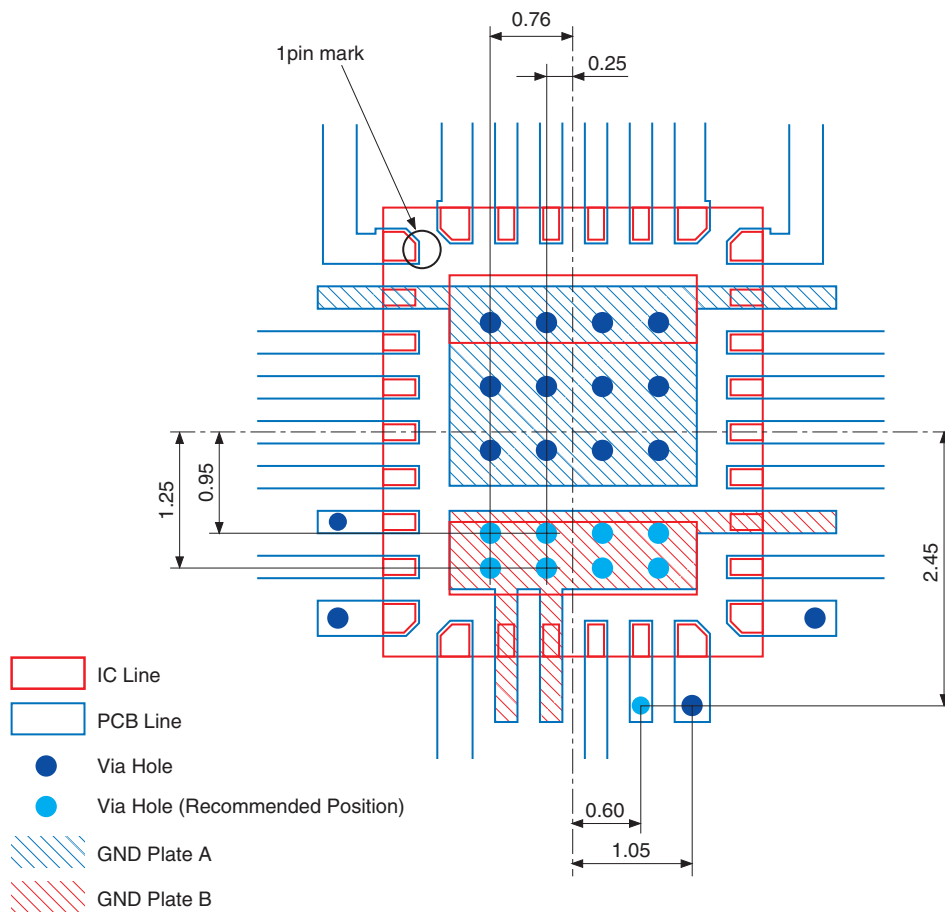 0.76
1pin mark
0.25
1.25
0.95
2.45
IC Line
PCB Line
Via Hole
Via Hole (Recommended Position)
0.60
1.05
GND Plate A
GND Plate B